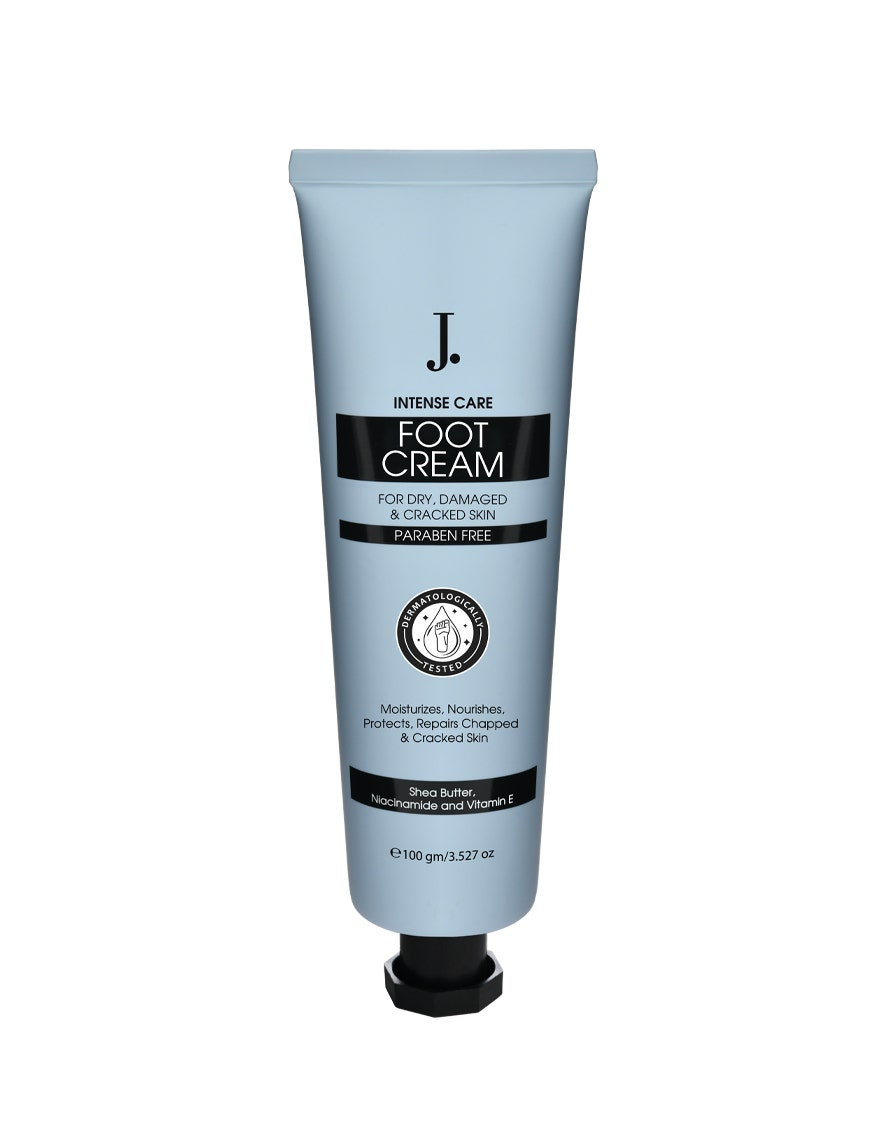 J.
INTENSE CARE
FOOT
CREAM
FOR DRY, DAMAGED
& CRACKED SKIN
PARABEN FREE
DERMATOLOGICALLY
TESTED
Moisturizes, Nourishes,
Protects, Repairs Chapped
& Cracked Skin
Shea Butter,
Niacinamide and Vitamin E
℮100 gm/3.527 oz